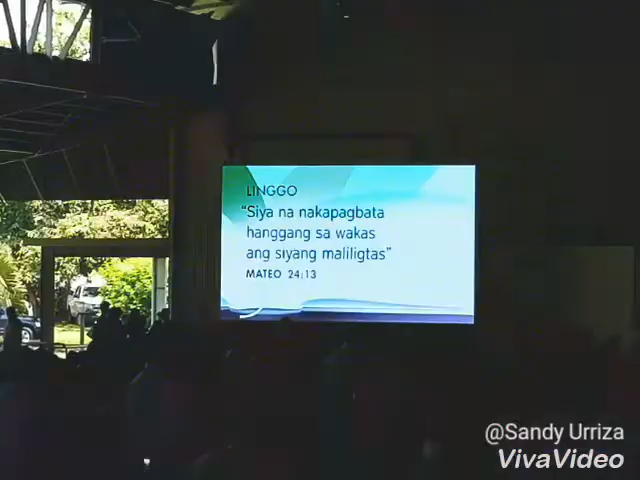 LINGGO
"Siya na nakapagbata
hanggang sa wakas
ang siyang maliligtas"
MATEO 24:13
@Sandy Urriza
VivaVideo